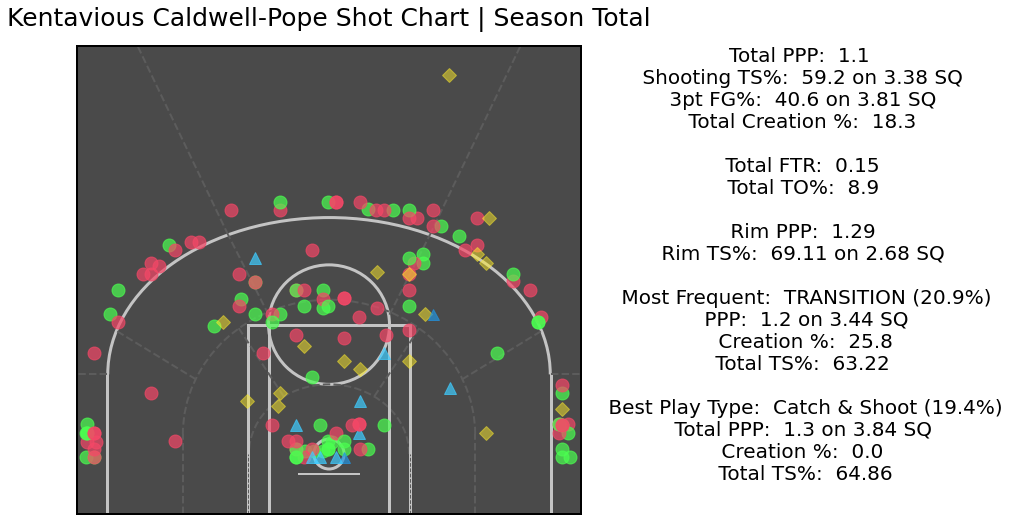 Kentavious Caldwell-Pope Shot Chart | Season Total
Total PPP: 1.1
Shooting TS%: 59.2 on 3.38 SQ
3pt FG%: 40.6 on 3.81 SQ
Total Creation %: 18.3
Total FTR: 0.15
Total TO%: 8.9
Rim PPP: 1.29
Rim TS%: 69.11 on 2.68 SQ
Most Frequent: TRANSITION (20.9%)
PPP: 1.2 on 3.44 SQ
Creation %: 25.8
Total TS%: 63.22
Best Play Type: Catch & Shoot (19.4%)
Total PPP: 1.3 on 3.84 SQ
Creation %: 0.0
Total TS%: 64.86